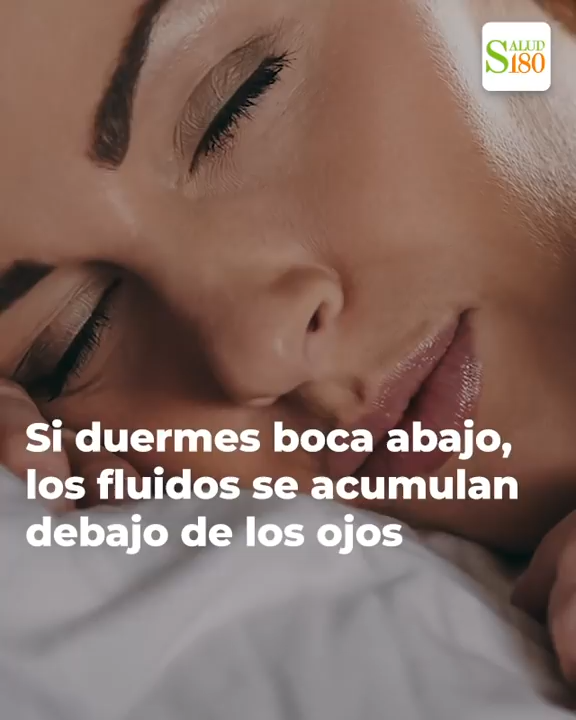 SALUD
180
Si duermes boca abajo,
los fluidos se acumulan
debajo de los ojos